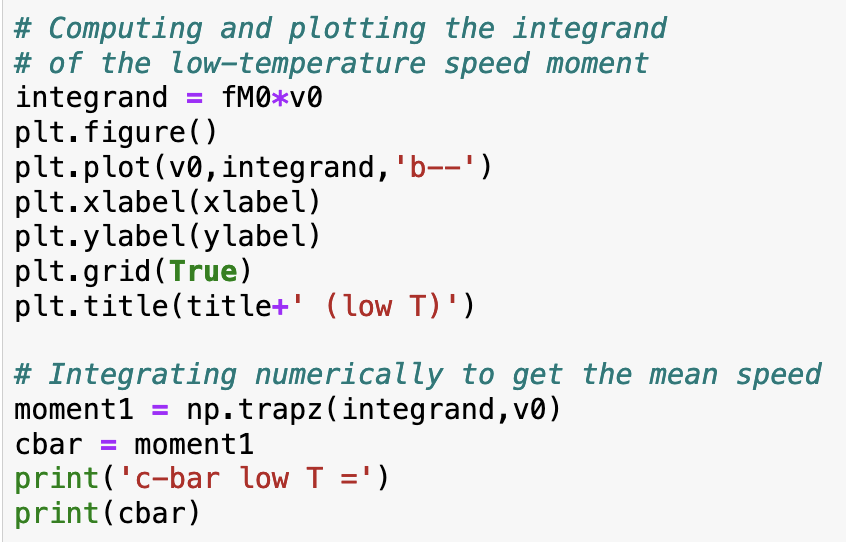 # Computing and plotting the integrand
# of the low-temperature speed moment
integrand = fM0*v0
plt.figure()
plt.plot(v0,integrand,'b--')
plt.xlabel(xlabel)
plt.ylabel(ylabel)
plt.grid(True)
plt.title(title+' (low T)')
# Integrating numerically to get the mean speed
moment1 = np.trapz(integrand,v0)
cbar = moment1
print('c-bar low T =')
print(cbar)